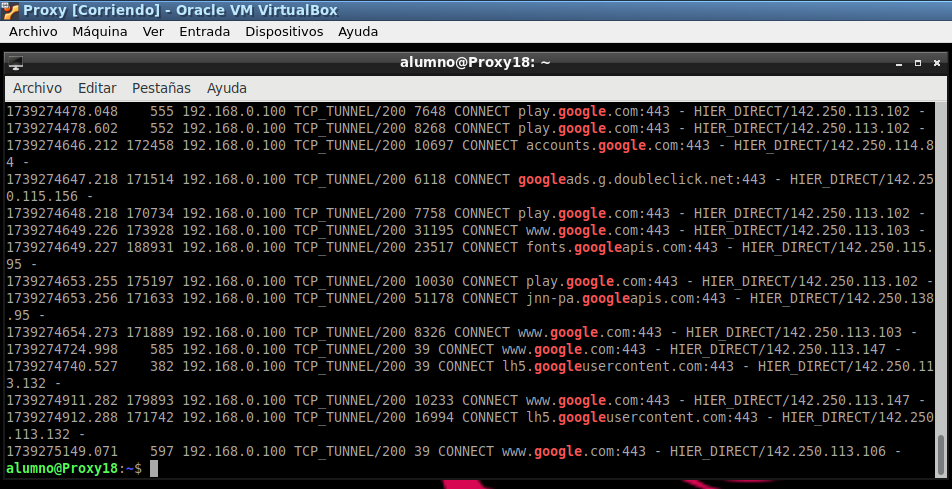 Proxy [Corriendo] - Oracle VM VirtualBox
Archivo Máquina Ver Entrada Dispositivos Ayuda
alumno@Proxy18: ~
Archivo Editar Pestañas Ayuda
1739274478.048    555 192.168.0.100 TCP_TUNNEL/200 7648 CONNECT play.google.com:443 - HIER_DIRECT/142.250.113.102 -
1739274478.602    552 192.168.0.100 TCP_TUNNEL/200 8268 CONNECT play.google.com:443 - HIER_DIRECT/142.250.113.102 -
1739274646.212 172458 192.168.0.100 TCP_TUNNEL/200 10697 CONNECT accounts.google.com:443 - HIER_DIRECT/142.250.114.8
4 -
1739274647.218 171514 192.168.0.100 TCP_TUNNEL/200 6118 CONNECT googleads.g.doubleclick.net:443 - HIER_DIRECT/142.25
0.115.156 -
1739274648.218 170734 192.168.0.100 TCP_TUNNEL/200 7758 CONNECT play.google.com:443 - HIER_DIRECT/142.250.113.102 -
1739274649.226 173928 192.168.0.100 TCP_TUNNEL/200 31195 CONNECT www.google.com:443 - HIER_DIRECT/142.250.113.103 -
1739274649.227 188931 192.168.0.100 TCP_TUNNEL/200 23517 CONNECT fonts.googleapis.com:443 - HIER_DIRECT/142.250.115.
95 -
1739274653.255 175197 192.168.0.100 TCP_TUNNEL/200 10030 CONNECT play.google.com:443 - HIER_DIRECT/142.250.113.102 -
1739274653.256 171633 192.168.0.100 TCP_TUNNEL/200 51178 CONNECT jnn-pa.googleapis.com:443 - HIER_DIRECT/142.250.138
.95 -
1739274654.273 171889 192.168.0.100 TCP_TUNNEL/200 8326 CONNECT www.google.com:443 - HIER_DIRECT/142.250.113.103 -
1739274724.998    585 192.168.0.100 TCP_TUNNEL/200 39 CONNECT www.google.com:443 - HIER_DIRECT/142.250.113.147 -
1739274740.527    382 192.168.0.100 TCP_TUNNEL/200 39 CONNECT lh5.googleusercontent.com:443 - HIER_DIRECT/142.250.11
3.132 -
1739274911.282 179893 192.168.0.100 TCP_TUNNEL/200 10233 CONNECT www.google.com:443 - HIER_DIRECT/142.250.113.147 -
1739274912.288 171742 192.168.0.100 TCP_TUNNEL/200 16994 CONNECT lh5.googleusercontent.com:443 - HIER_DIRECT/142.250
.113.132 -
1739275149.071    597 192.168.0.100 TCP_TUNNEL/200 39 CONNECT www.google.com:443 - HIER_DIRECT/142.250.113.106 -
alumno@Proxy18:~$